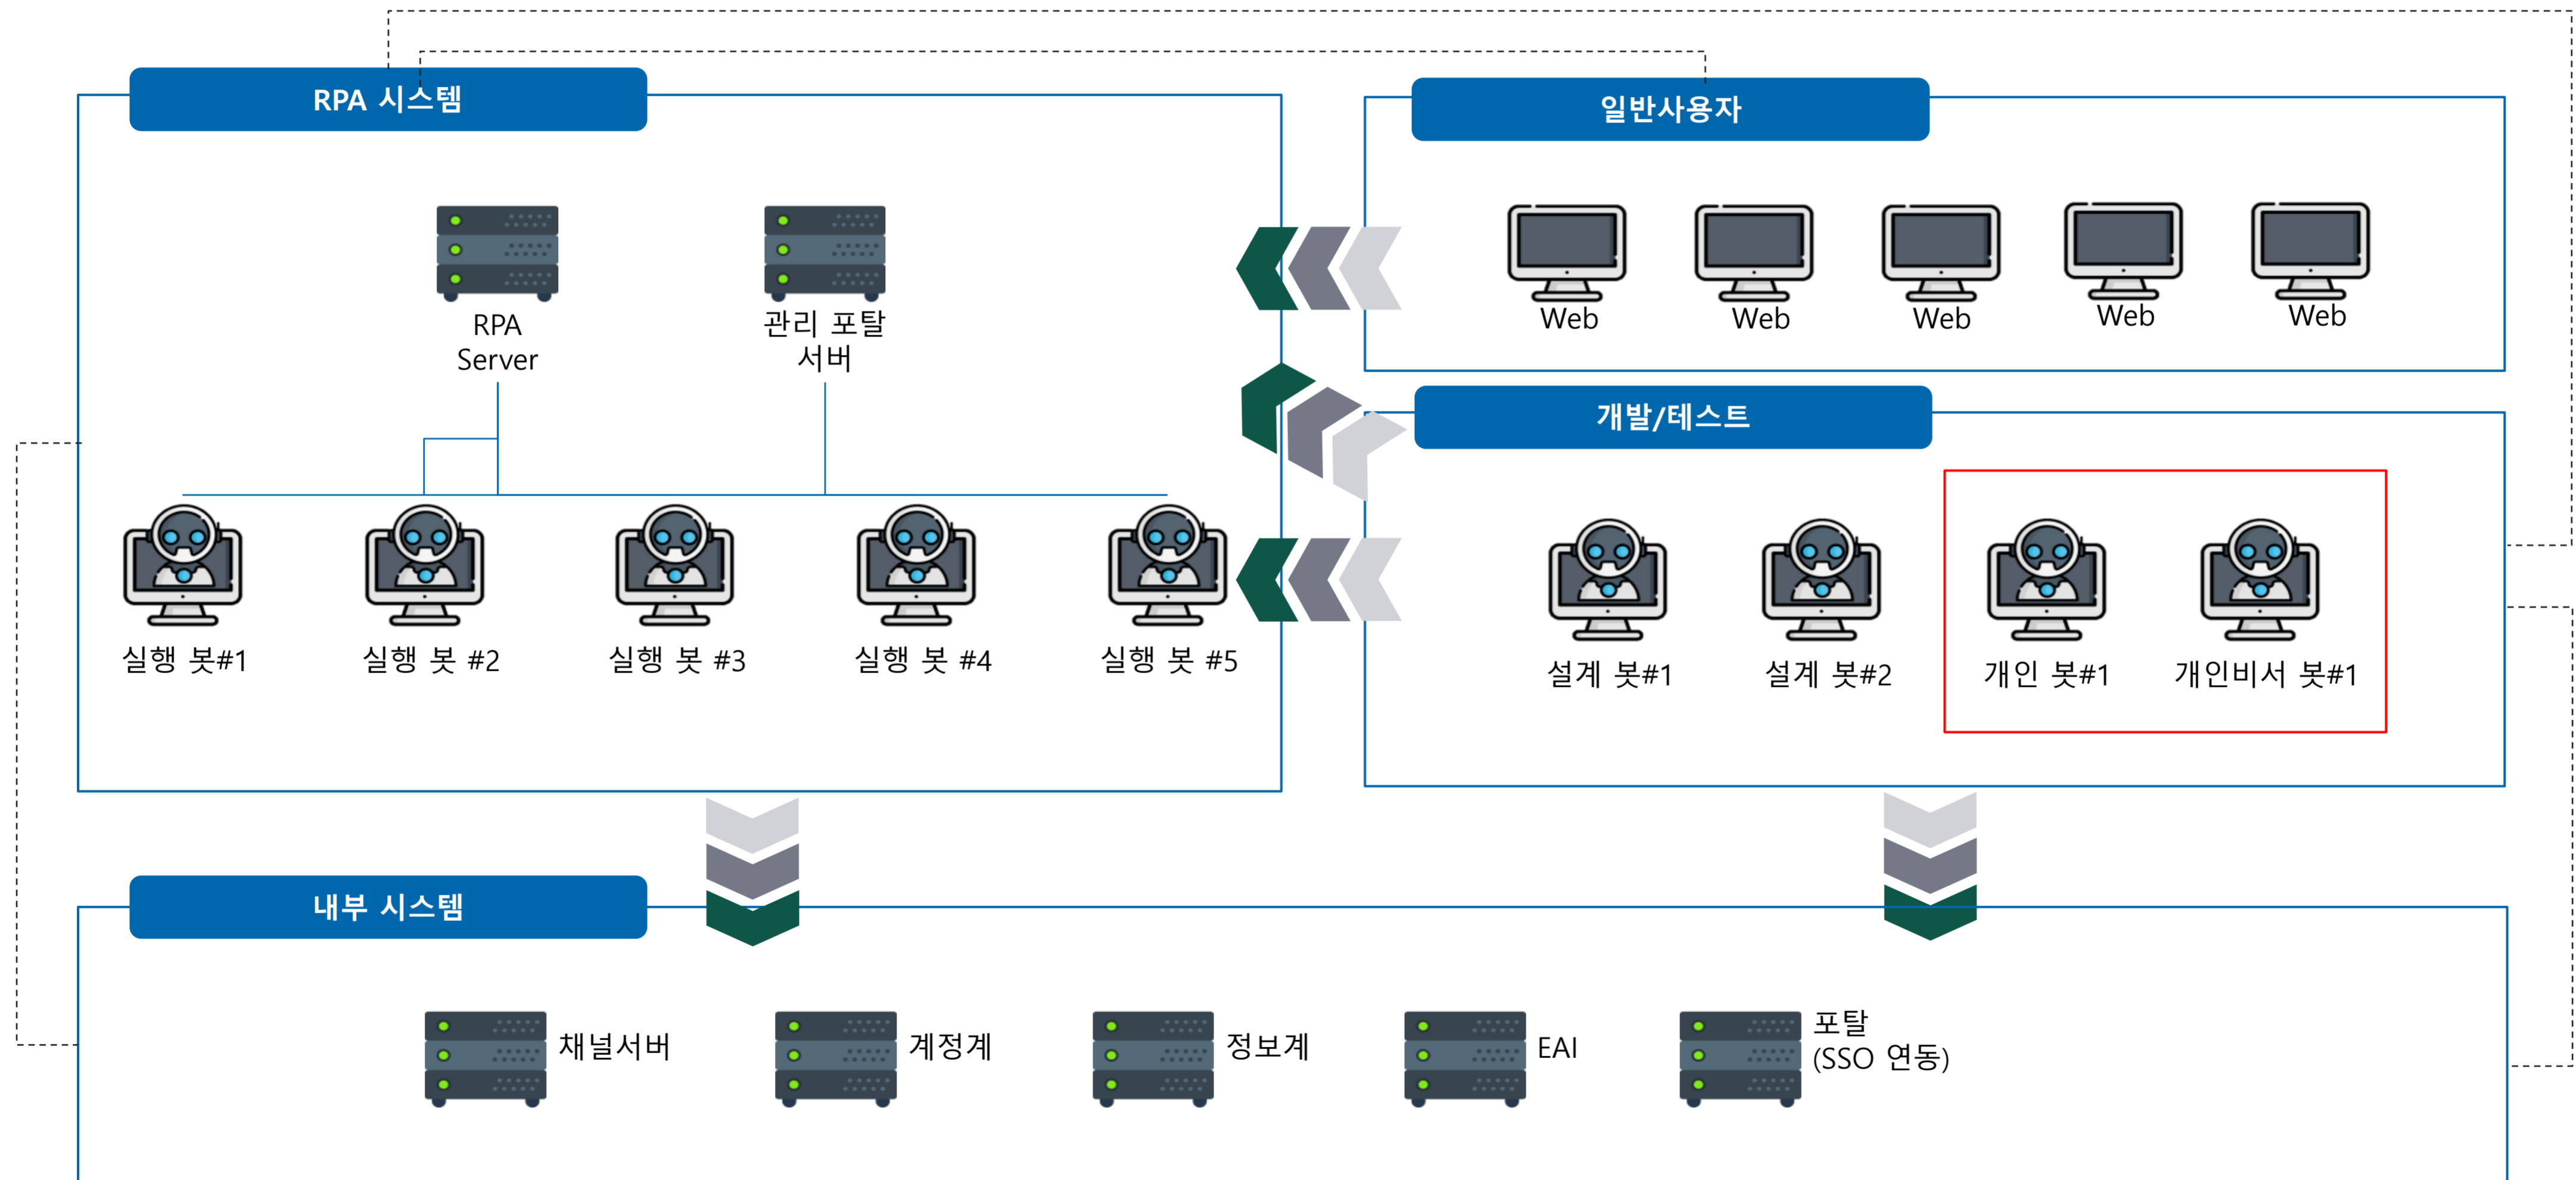 RPA 시스템
RPA
Server
관리 포탈
서버
실행 봇#1
실행 봇 #2
실행 봇 #3
실행 봇 #4
실행 봇 #5
일반사용자
Web
Web
Web
Web
Web
개발/테스트
설계 봇#1
설계 봇#2
개인 봇#1
개인비서 봇#1
내부 시스템
채널서버
계정계
정보계
EAI
포탈
(SSO 연동)